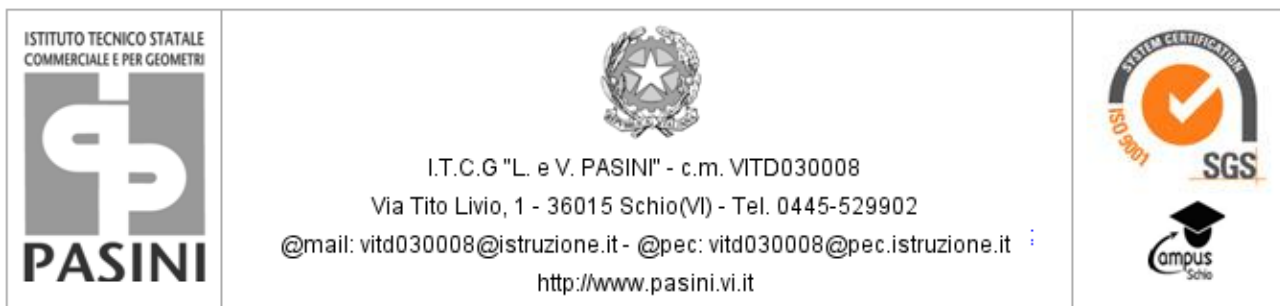 ISTITUTO TECNICO STATALE
COMMERCIALE E PER GEOMETRI
PASINI
I.T.C.G "L. e V. PASINI" - c.m. VITD030008
Via Tito Livio, 1 - 36015 Schio(VI) - Tel. 0445-529902
@mail: vitd030008@istruzione.it - @pec: vitd030008@pec.istruzione.it :
http://www.pasini.vi.it
SYSTEM CERTIFICATION
ISO 9001
SGS
Campus
Schio